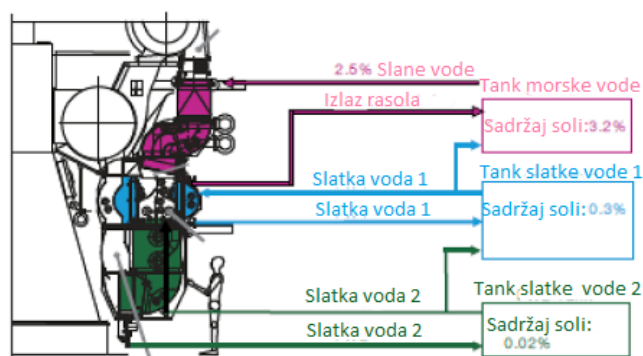 2.5% Slane vode
Tank morske vode
Izlaz rasola
Sadržaj soli:3.2%
Slatka voda 1
Tank slatke vode 1
Slatka voda 1
Sadržaj soli:0.3%
Slatka voda 2
Tank slatke vode 2
Slatka voda 2
Sadržaj soli:
0.02%